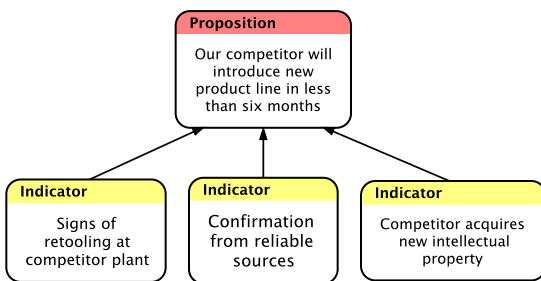 Proposition
Our competitor will
introduce new
product line in less
than six months
Indicator
Signs of
retooling at
competitor plant
Indicator
Confirmation
from reliable
sources
Indicator
Competitor acquires
new intellectual
property